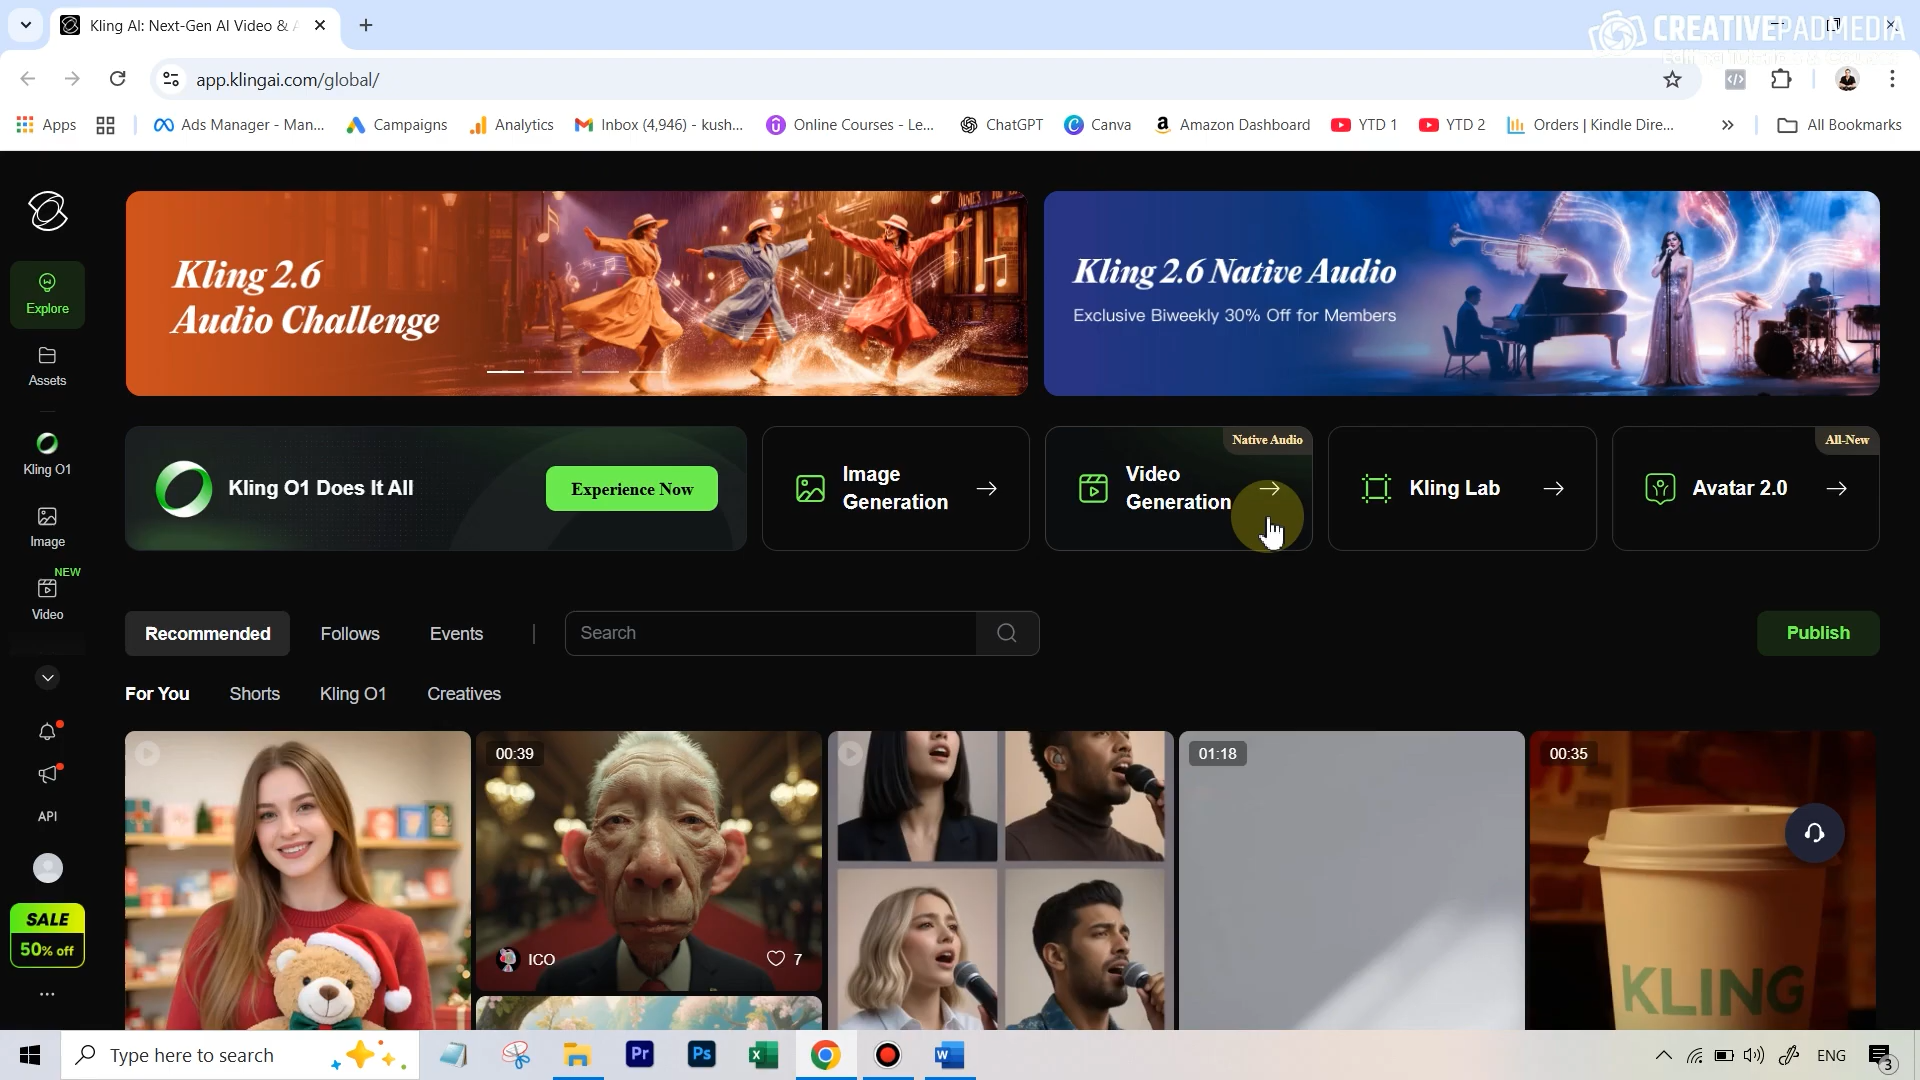 Kling AI: Next-Gen AI Video &
CREATIVEPADMEDIA
app.klingai.com/global/
Apps
Ads Manager - Man...
Campaigns
Analytics
Inbox (4,946) - kush...
Online Courses - Le...
ChatGPT
Canva
Amazon Dashboard
YTD 1
YTD 2
Orders | Kindle Dire...
All Bookmarks
Kling 2.6
Audio Challenge
Kling 2.6 Native Audio
Exclusive Biweekly 30% Off for Members
Explore
Assets
Kling O1
Image
NEW
Video
API
SALE
50% off
Kling O1 Does It All
Experience Now
Image
Generation
Native Audio
Video
Generation
Kling Lab
All-New
Avatar 2.0
Recommended
Follows
Events
Search
Publish
For You
Shorts
Kling O1
Creatives
00:39
01:18
00:35
ICO
7
KLING
Type here to search
Pr
Ps
ENG
3